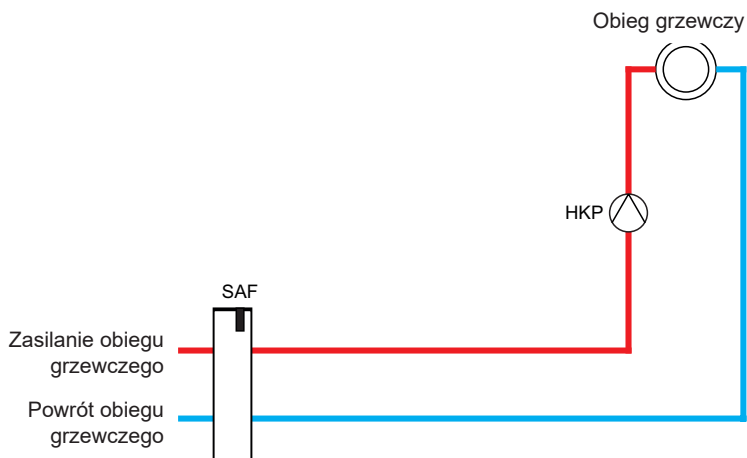 Obieg grzewczy
HKP
SAF
Zasilanie obiegu
grzewczego
Powrót obiegu
grzewczego